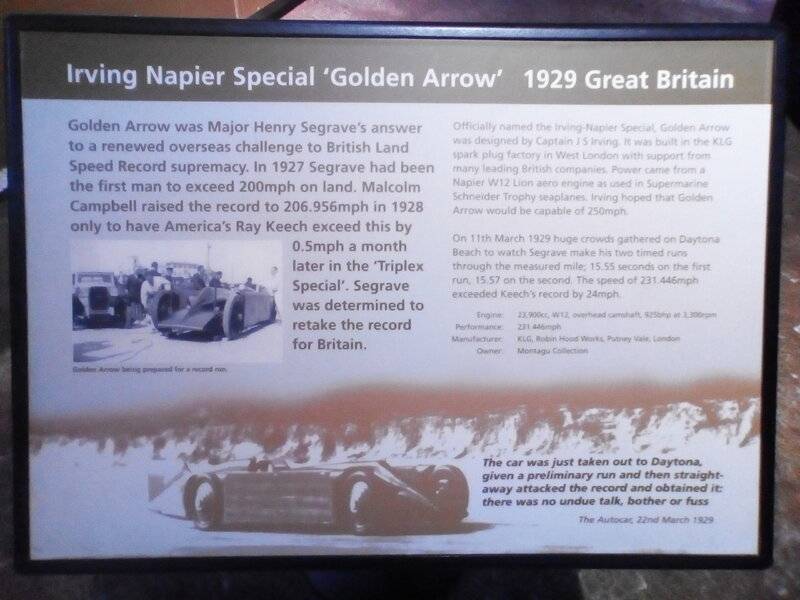 Irving Napier Special ‘Golden Arrow’ 1929 Great Britain
Golden Arrow was Major Henry Segrave's answer
to a renewed overseas challenge to British Land
Speed Record supremacy. In 1927 Segrave had been
the first man to exceed 200mph on land. Malcolm
Campbell raised the record to 206.956mph in 1928
only to have America's Ray Keech exceed this by
0.5mph a month
later in the ‘Triplex
Special’. Segrave
was determined to
retake the record
for Britain.
Golden Arrow being prepared for a record run.
Officially named the Irving-Napier Special, Golden Arrow
was designed by Captain J S Irving. It was built in the KLG
spark plug factory in West London with support from
many leading British companies. Power came from a
Napier W12 Lion aero engine as used in Supermarine
Schneider Trophy seaplanes. Irving hoped that Golden
Arrow would be capable of 250mph.
On 11th March 1929 huge crowds gathered on Daytona
Beach to watch Segrave make his two timed runs
through the measured mile; 15.55 seconds on the first
run, 15.57 on the second. The speed of 231.446mph
exceeded Keech's record by 24mph.
Engine: 23,900cc, W12, overhead camshaft, 925bhp at 3,300rpm
Performance: 231.446mph
Manufacturer: KLG, Robin Hood Works, Putney Vale, London
Owner: Montagu Collection
The car was just taken out to Daytona,
given a preliminary run and then straight-
away attacked the record and obtained it:
there was no undue talk, bother or fuss
The Autocar, 22nd March 1929